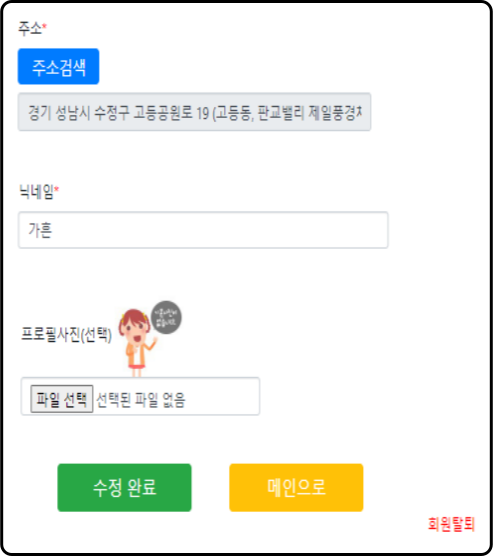 주소*
주소검색
경기 성남시 수정구 고등공원로 19 (고등동, 판교밸리 제일풍경채
닉네임*
가흔
프로필사진(선택)
파일 선택 선택된 파일 없음
수정 완료
메인으로
회원탈퇴